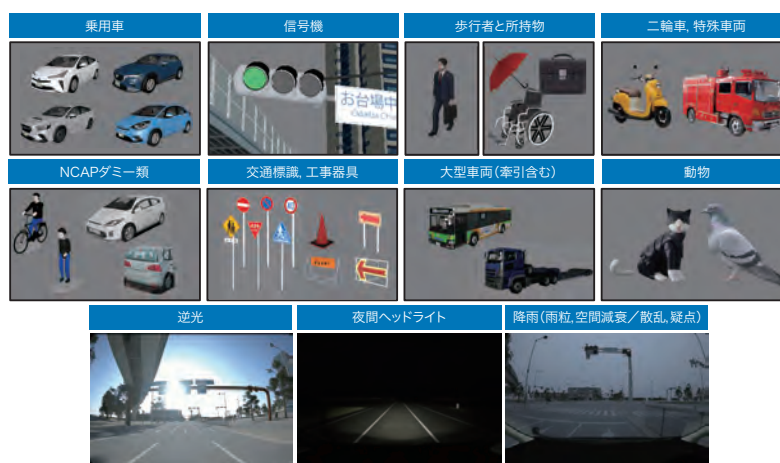 乗用車
信号機
歩行者と所持物
二輪車, 特殊車両
お台場中
NCAPダミー類
交通標識, 工事器具
大型車両(牽引含む)
動物
逆光
夜間ヘッドライト
降雨(雨粒, 空間減衰/散乱, 疑点)